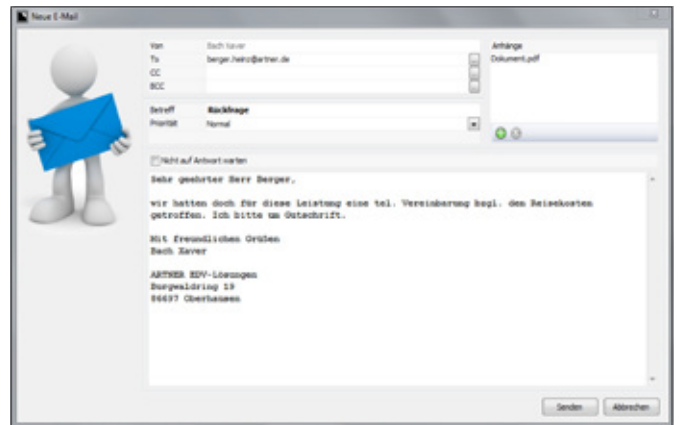 Neue E-Mail
Von Bach Xaver
To berger.heinz@artner.de
CC
BCC
Anhänge
Dokument.pdf
Betreff Rückfrage
Priorität Normal
Nicht auf Antwort warten
Sehr geehrter Herr Berger,
wir hatten doch für diese Leistung eine tel. Vereinbarung bzgl. den Reisekosten
getroffen. Ich bitte um Gutschrift.
Mit freundlichen Grüßen
Bach Xaver
ARTNER EDV-Lösungen
Burgwaldring 19
86697 Oberhausen
Senden Abbrechen